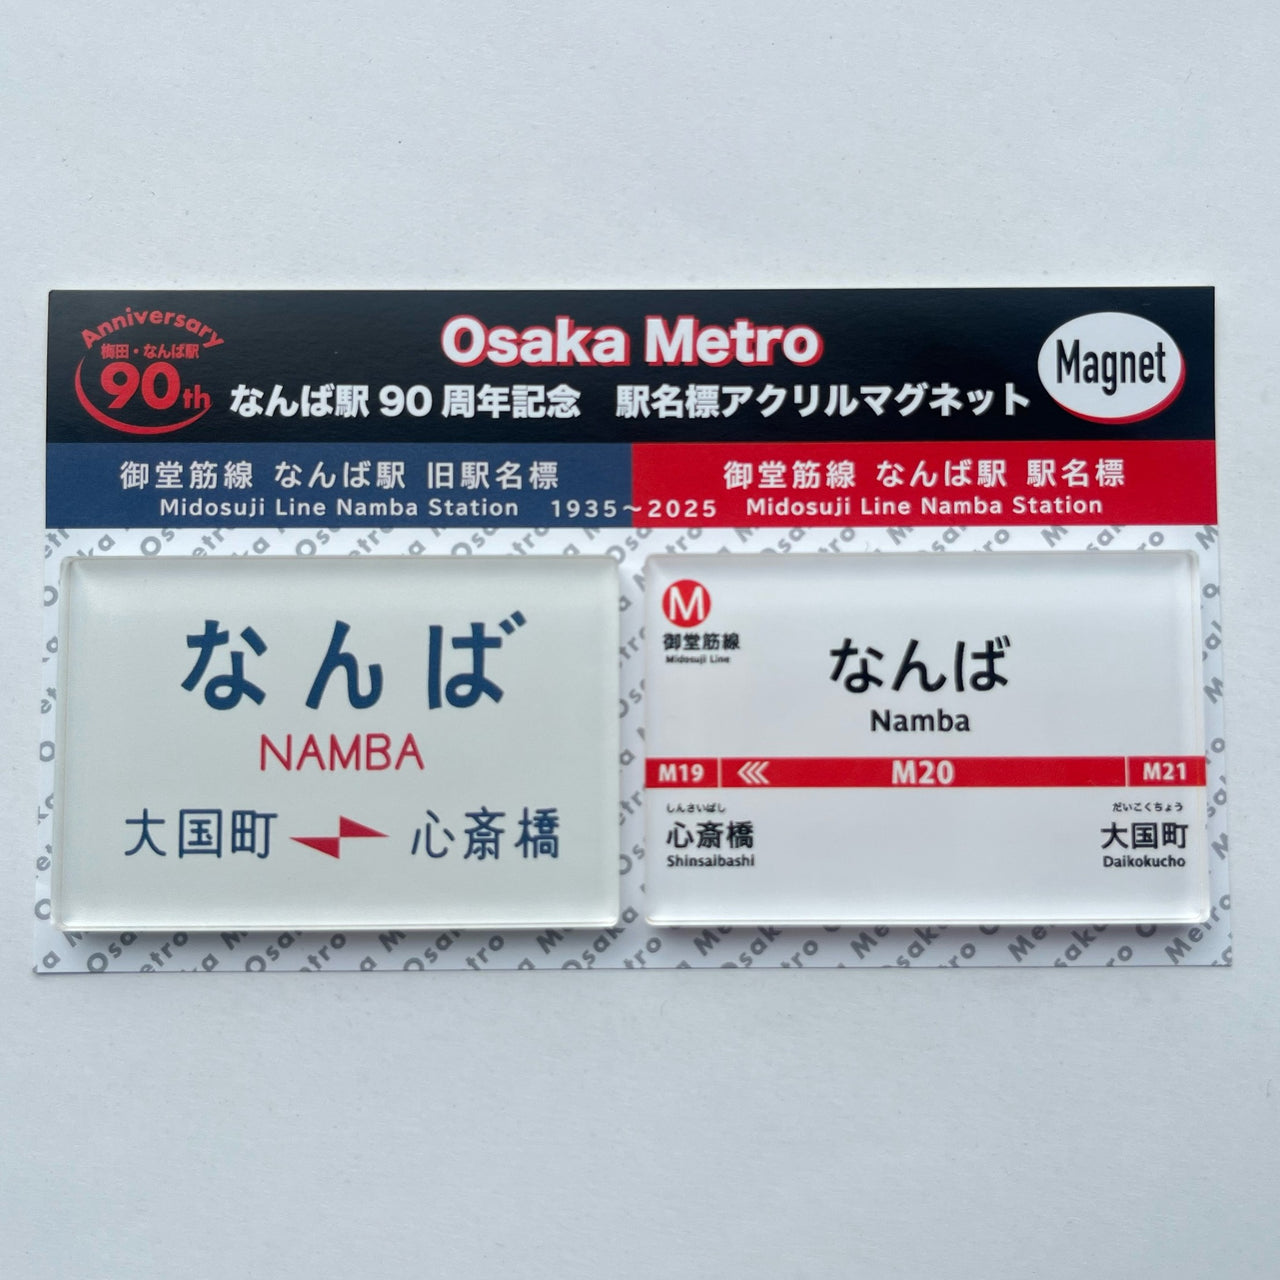 Anniversary
梅田・なんば駅
90th
Osaka Metro
なんば駅 90 周年記念 駅名標アクリルマグネット
Magnet
御堂筋線 なんば駅 旧駅名標
Midosuji Line Namba Station
1935～2025
御堂筋線 なんば駅 駅名標
Midosuji Line Namba Station
なんば
NAMBA
大国町 心斎橋
M
御堂筋線
Midosuji Line
なんば
Namba
M19 M20 M21
しんさいばし
心斎橋
Shinsaibashi
だいこくちょう
大国町
Daikokucho